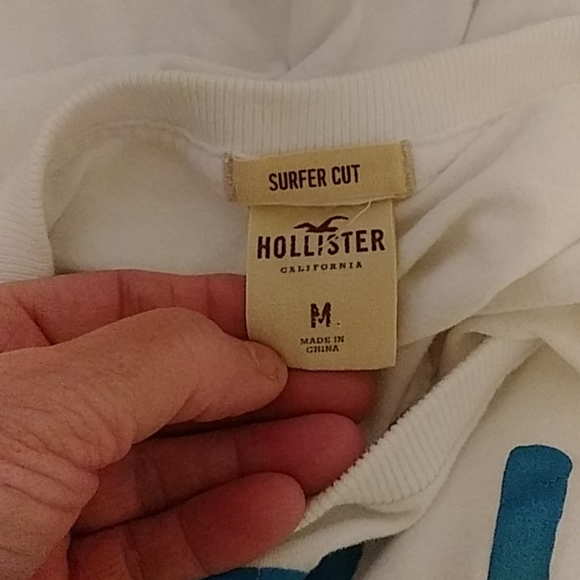 SURFER CUT
HOLLISTER
CALIFORNIA
M
MADE IN
CHINA